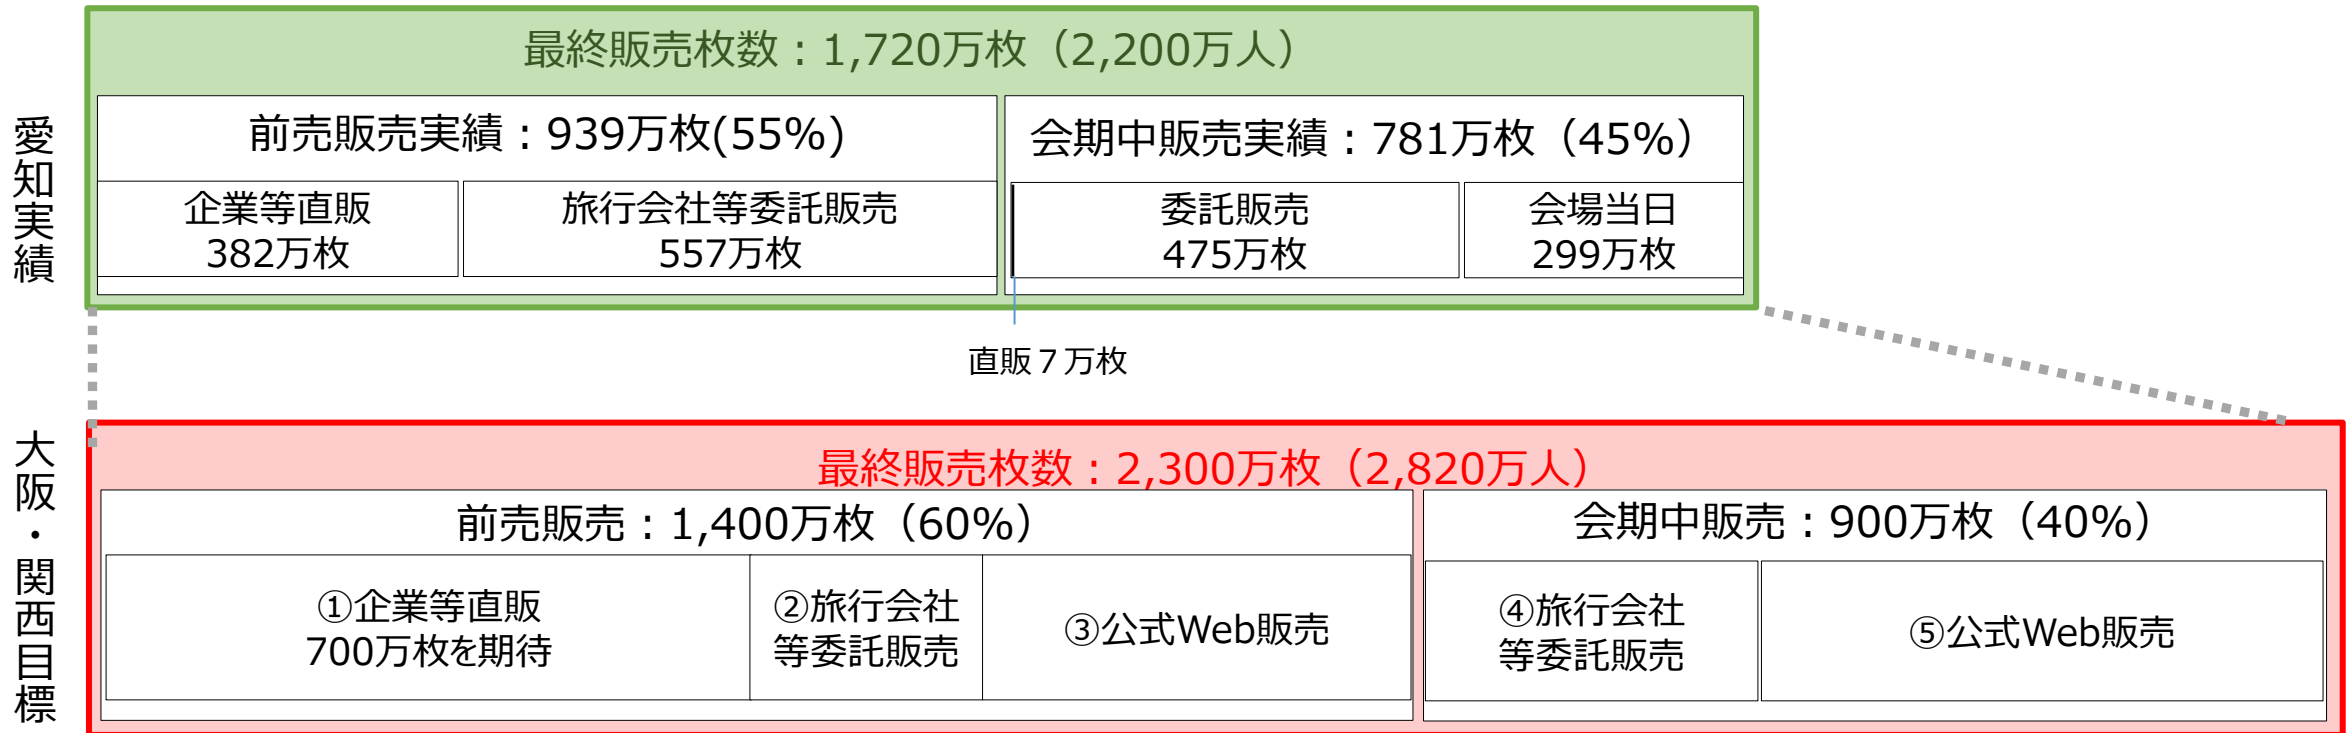 愛知実績
最終販売枚数：1,720万枚（2,200万人）
前売販売実績：939万枚(55%)
会期中販売実績：781万枚（45%）
企業等直販
382万枚
旅行会社等委託販売
557万枚
委託販売
475万枚
会場当日
299万枚
直販７万枚
大阪・関西目標
最終販売枚数：2,300万枚（2,820万人）
前売販売：1,400万枚（60%）
会期中販売：900万枚（40%）
①企業等直販
700万枚を期待
②旅行会社
等委託販売
③公式Web販売
④旅行会社
等委託販売
⑤公式Web販売